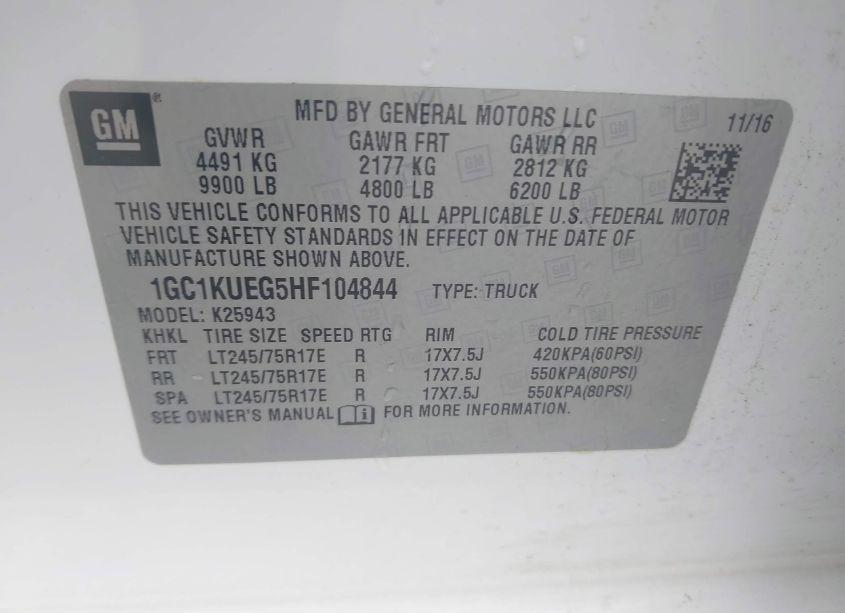 GM ®
MFD BY GENERAL MOTORS LLC
11/16
GVWR GAWR FRT GAWR RR
4491 KG 2177 KG 2812 KG
9900 LB 4800 LB 6200 LB
THIS VEHICLE CONFORMS TO ALL APPLICABLE U.S. FEDERAL MOTOR
VEHICLE SAFETY STANDARDS IN EFFECT ON THE DATE OF
MANUFACTURE SHOWN ABOVE.
1GC1KUEG5HF104844 TYPE: TRUCK
MODEL: K25943
KHKL TIRE SIZE SPEED RTG RIM COLD TIRE PRESSURE
FRT LT245/75R17E R 17X7.5J 420KPA(60PSI)
RR LT245/75R17E R 17X7.5J 550KPA(80PSI)
SPA LT245/75R17E R 17X7.5J 550KPA(80PSI)
SEE OWNER'S MANUAL i FOR MORE INFORMATION.